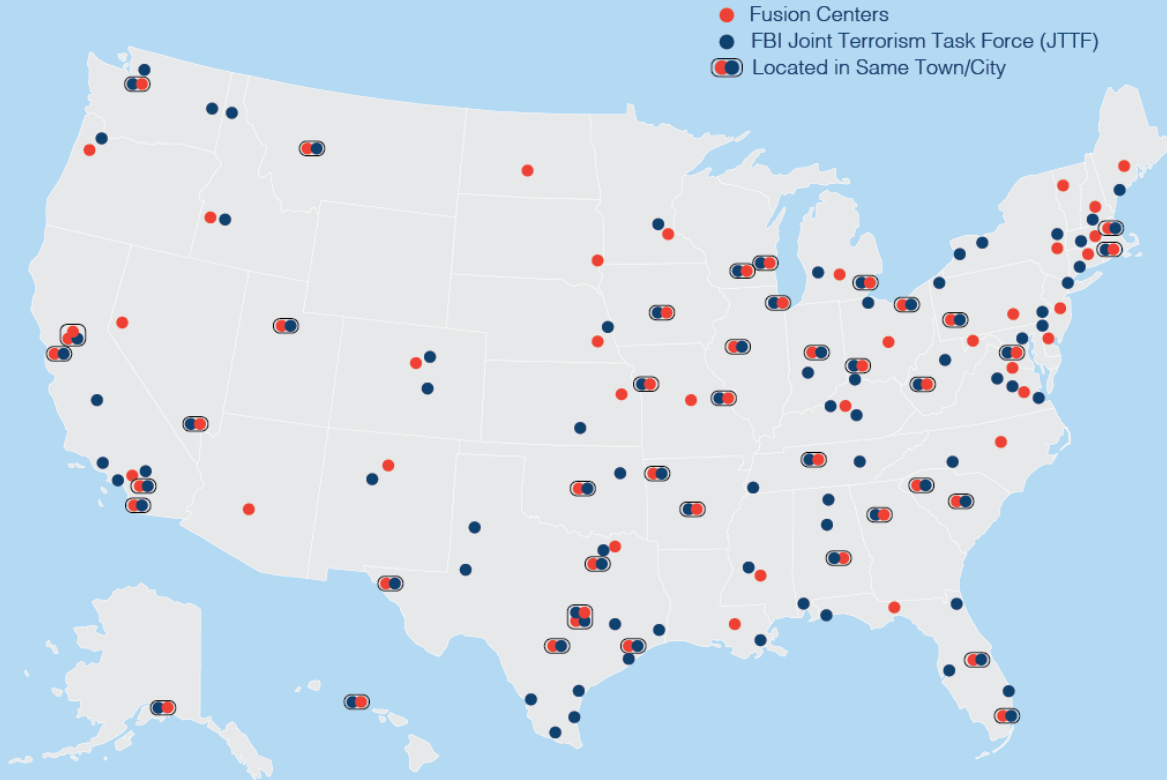 Fusion Centers
FBI Joint Terrorism Task Force (JTTF)
Located in Same Town/City